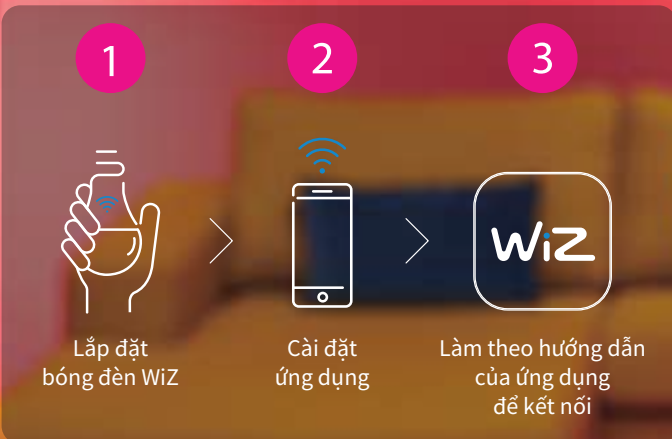 1
2
3
WiZ
Lắp đặt
bóng đèn WiZ
Cài đặt
ứng dụng
Làm theo hướng dẫn
của ứng dụng
để kết nối